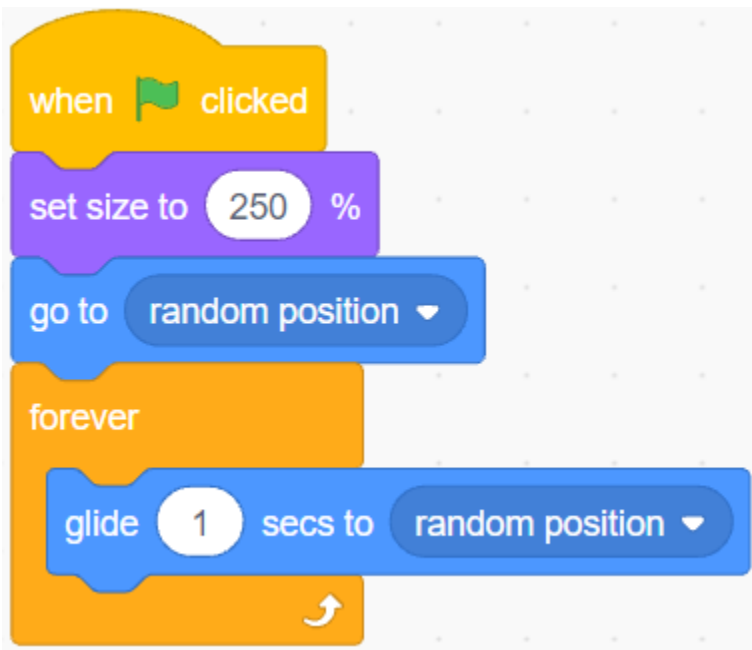 when clicked
set size to 250 %
go to random position
forever
glide 1 secs to random position